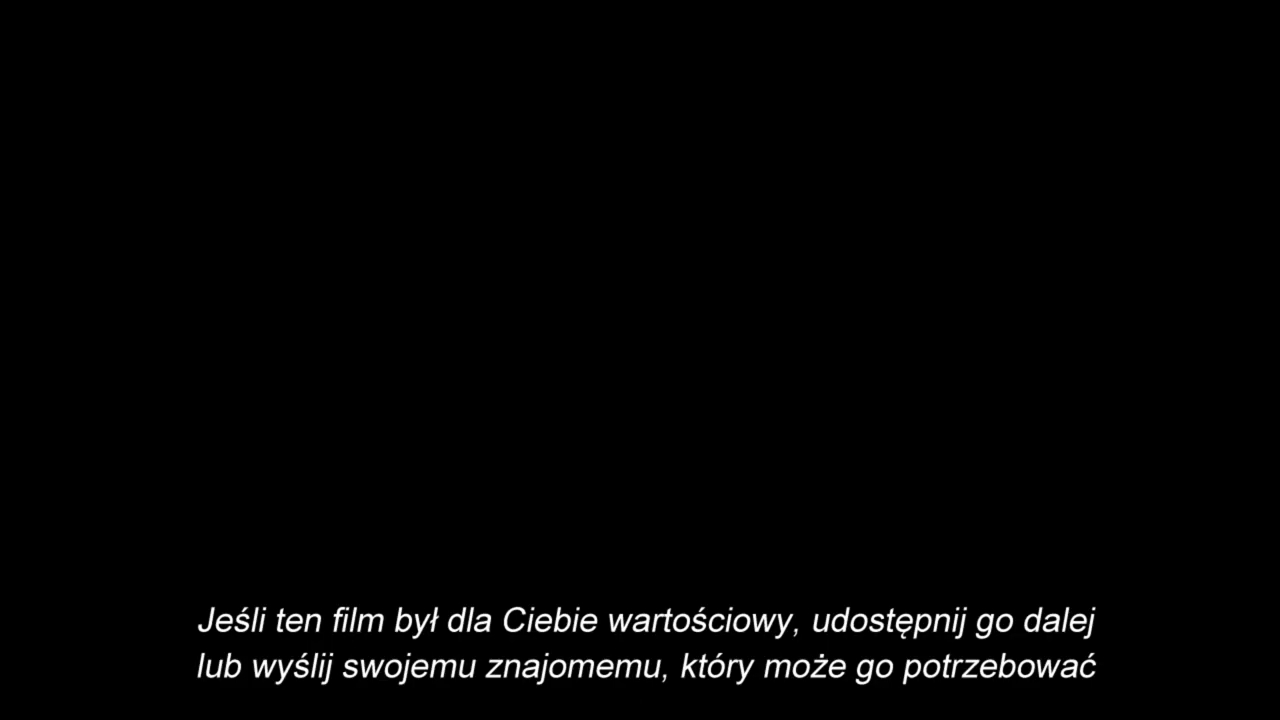 Jeśli ten film był dla Ciebie wartościowy, udostępnij go dalej
lub wyślij swojemu znajomemu, który może go potrzebować